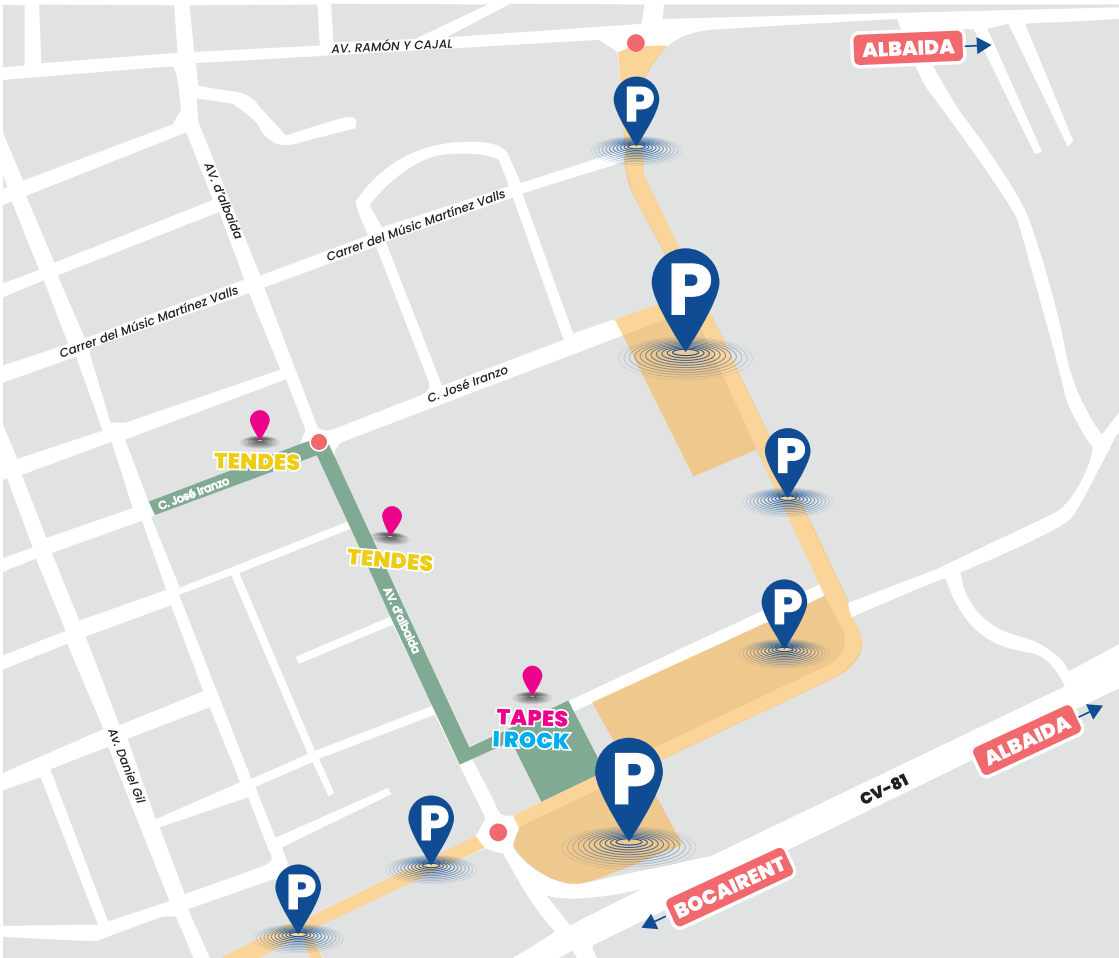 AV. RAMÓN Y CAJAL
ALBAIDA
P
AV. d'albaida
Carrer del Músic Martínez Valls
P
Carrer del Músic Martínez Valls
C. José Iranzo
TENDES
P
C. José Iranzo
TENDES
AV. d'albaida
P
TAPES
I ROCK
ALBAIDA
Av. Daniel Gil
P
CV-81
P
P
BOCAIRENT